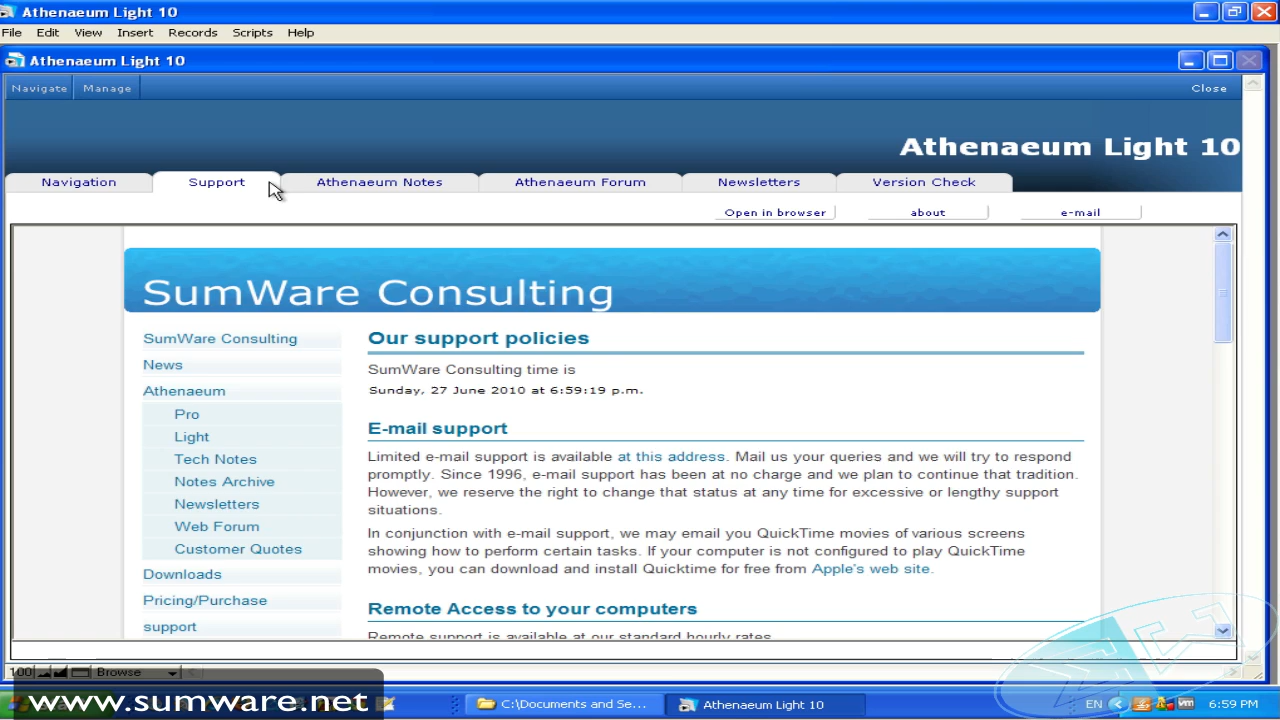 Athenaeum Light 10
File Edit View Insert Records Scripts Help
Athenaeum Light 10
Navigate Manage Close
Athenaeum Light 10
Navigation Support Athenaeum Notes Athenaeum Forum Newsletters Version Check
Open in browser about e-mail
SumWare Consulting
SumWare Consulting
News
Athenaeum
Pro
Light
Tech Notes
Notes Archive
Newsletters
Web Forum
Customer Quotes
Downloads
Pricing/Purchase
support
Our support policies
SumWare Consulting time is
Sunday, 27 June 2010 at 6:59:19 p.m.
E-mail support
Limited e-mail support is available at this address. Mail us your queries and we will try to respond
promptly. Since 1996, e-mail support has been at no charge and we plan to continue that tradition.
However, we reserve the right to change that status at any time for excessive or lengthy support
situations.
In conjunction with e-mail support, we may email you QuickTime movies of various screens
showing how to perform certain tasks. If your computer is not configured to play QuickTime
movies, you can download and install Quicktime for free from Apple's web site.
Remote Access to your computers
Remote support is available at our standard hourly rates
100 Browse
www.sumware.net
C:\Documents and Se... Athenaeum Light 10 EN 6:59 PM